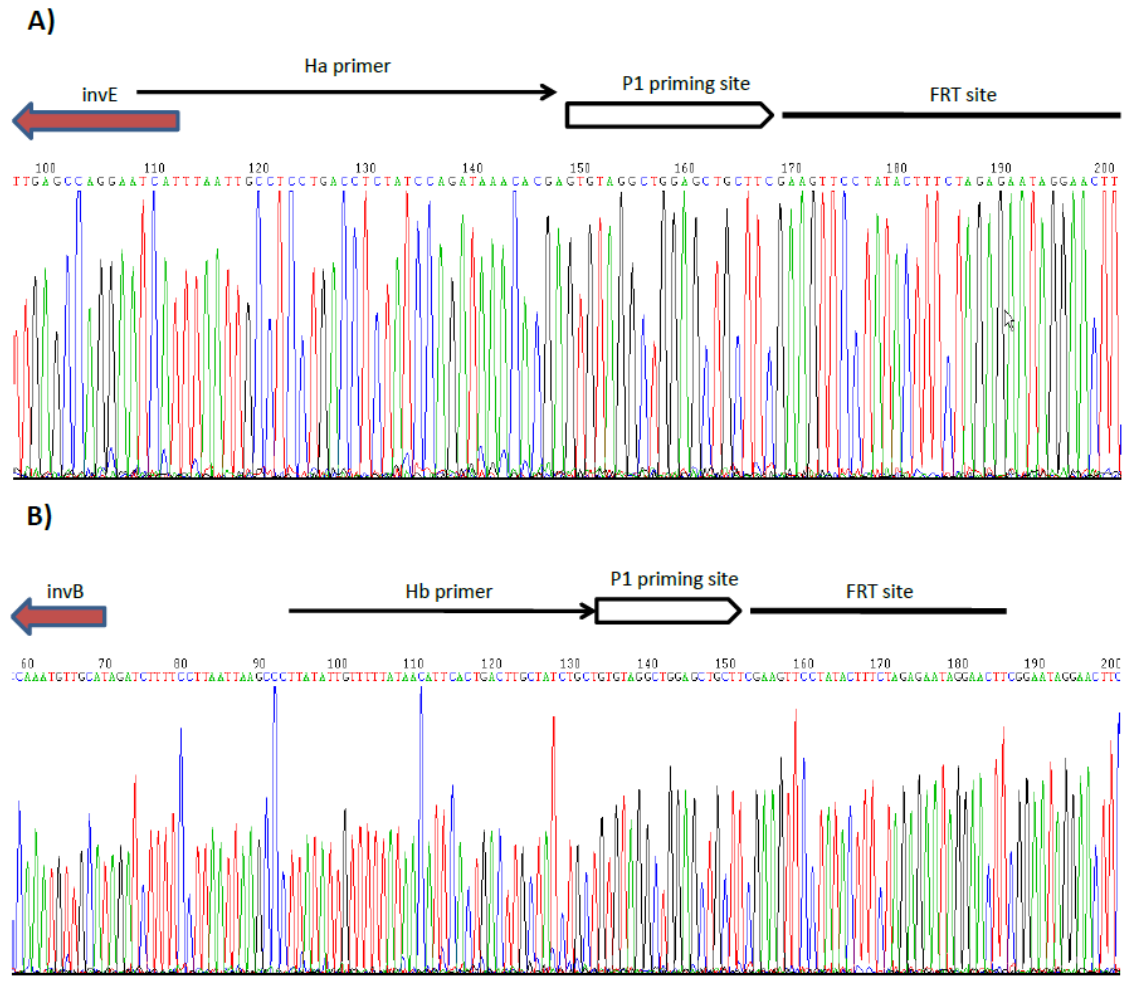 A)
Ha primer
invE
P1 priming site
FRT site
100 110 120 130 140 150 160 170 180 190 200
TTGAGCCAGGAATCATTTAATTGCCTCCTGACCTCTATCCAGATAAACACGAGTGTAGGCTGGAGCTGCTTCGAAGTTCCTATACTTTCTAGAGAATAGGAACTT
B)
invB
Hb primer
P1 priming site
FRT site
60 70 80 90 100 110 120 130 140 150 160 170 180 190 200
CAAATGTTGCATAGATCTTTTCCTTAATTAAGCCCTTATATTGTTTTTATAACATTCACTGACTTGCTATCTGCTGTGTAGGCTGGAGCTGCTTCGAAGTTCCTATACTTTCTAGAGAATAGGAACTTCGGAATAGGAACTTC